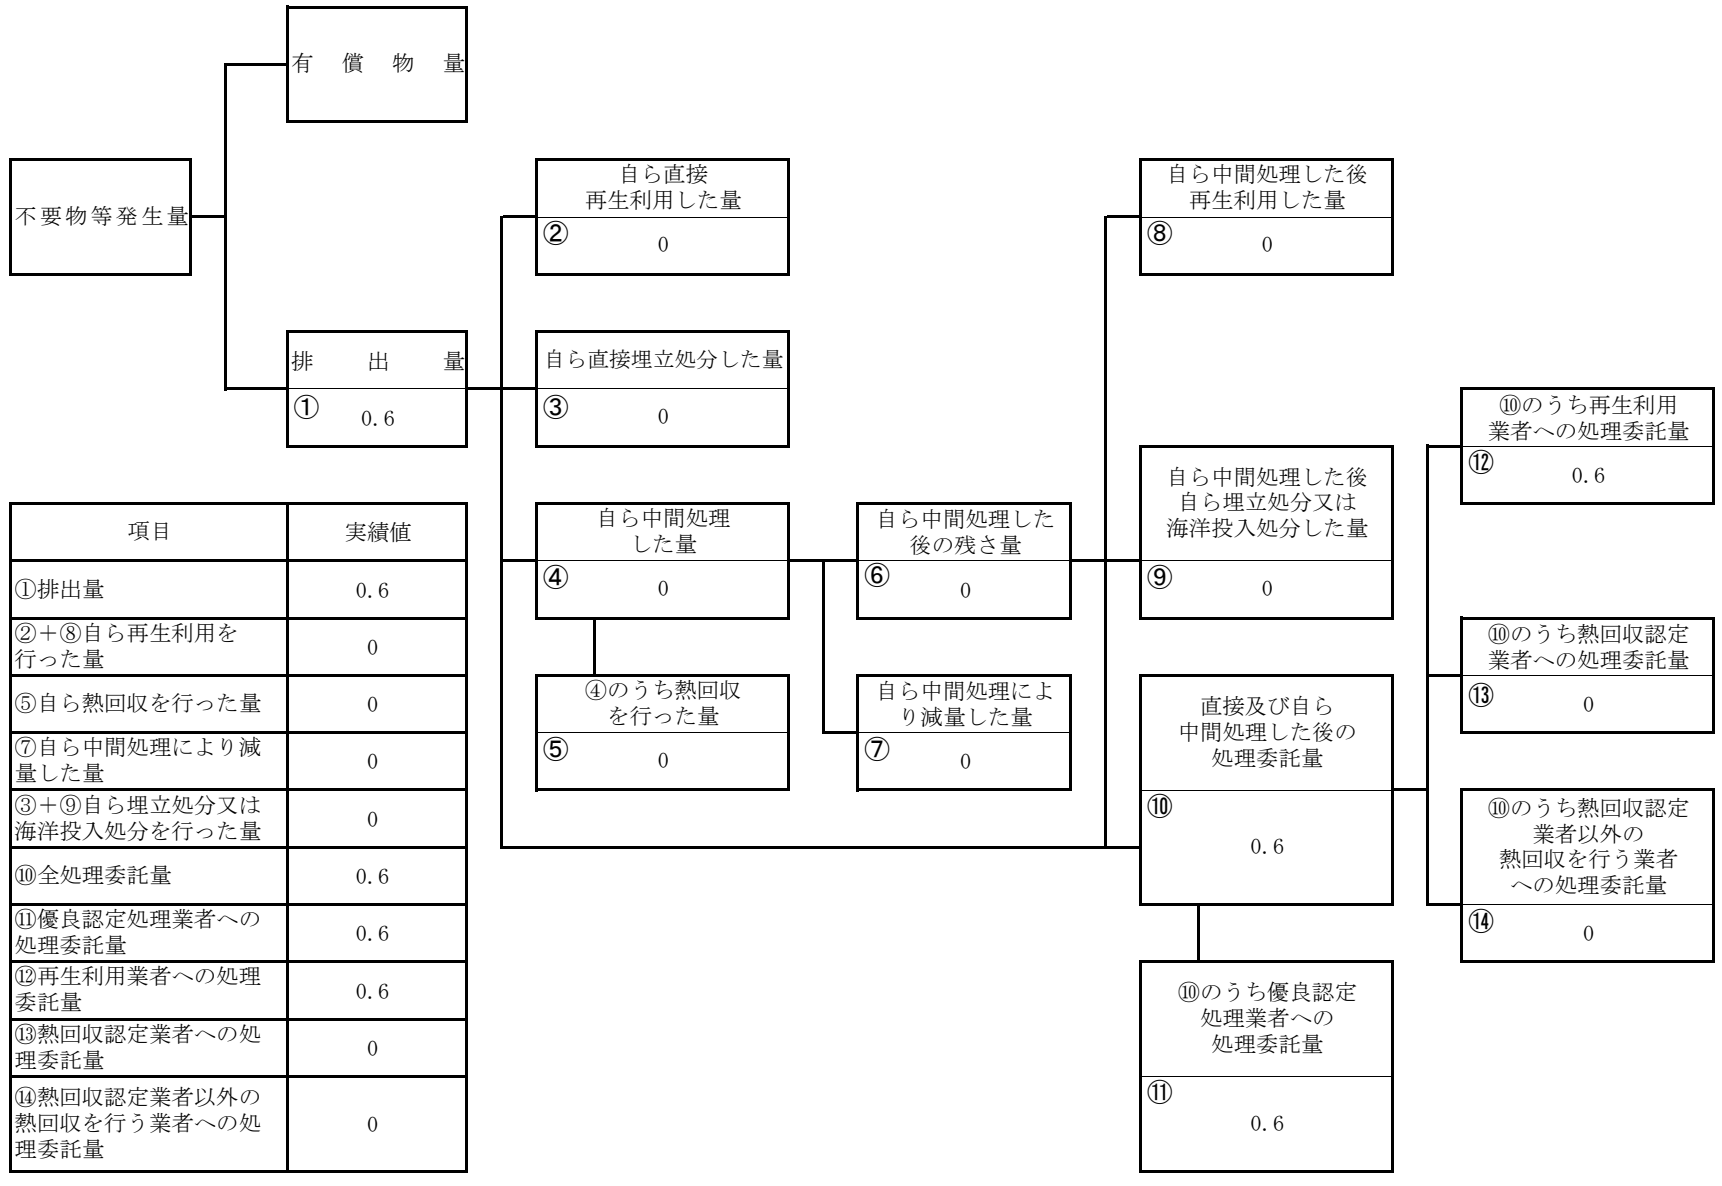 有償物量
不要物等発生量
自ら直接
再生利用した量
②
0
自ら中間処理した後
再生利用した量
⑧
0
排出量
①
0.6
自ら直接埋立処分した量
③
0
⑩のうち再生利用
業者への処理委託量
⑫
0.6
自ら中間処理
した量
④
0
自ら中間処理した
後の残さ量
⑥
0
自ら中間処理した後
自ら埋立処分又は
海洋投入処分した量
⑨
0
⑩のうち熱回収認定
業者への処理委託量
⑬
0
④のうち熱回収
を行った量
⑤
0
自ら中間処理によ
り減量した量
⑦
0
直接及び自ら
中間処理した後の
処理委託量
⑩
0.6
⑩のうち熱回収認定
業者以外の
熱回収を行う業者
への処理委託量
⑭
0
⑩のうち優良認定
処理業者への
処理委託量
⑪
0.6
項目 実績値
①排出量 0.6
②＋⑧自ら再生利用を
行った量 0
⑤自ら熱回収を行った量 0
⑦自ら中間処理により減
量した量 0
③＋⑨自ら埋立処分又は
海洋投入処分を行った量 0
⑩全処理委託量 0.6
⑪優良認定処理業者への
処理委託量 0.6
⑫再生利用業者への処理
委託量 0.6
⑬熱回収認定業者への処
理委託量 0
⑭熱回収認定業者以外の
熱回収を行う業者への処
理委託量 0